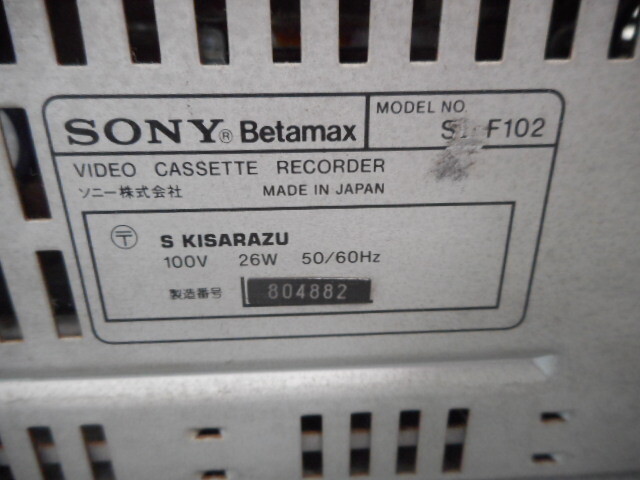 SONY® Betamax
MODEL NO.
F102
VIDEO CASSETTE RECORDER
ソニー株式会社 MADE IN JAPAN
〒 S KISARAZU
100V 26W 50/60Hz
製造番号 804882